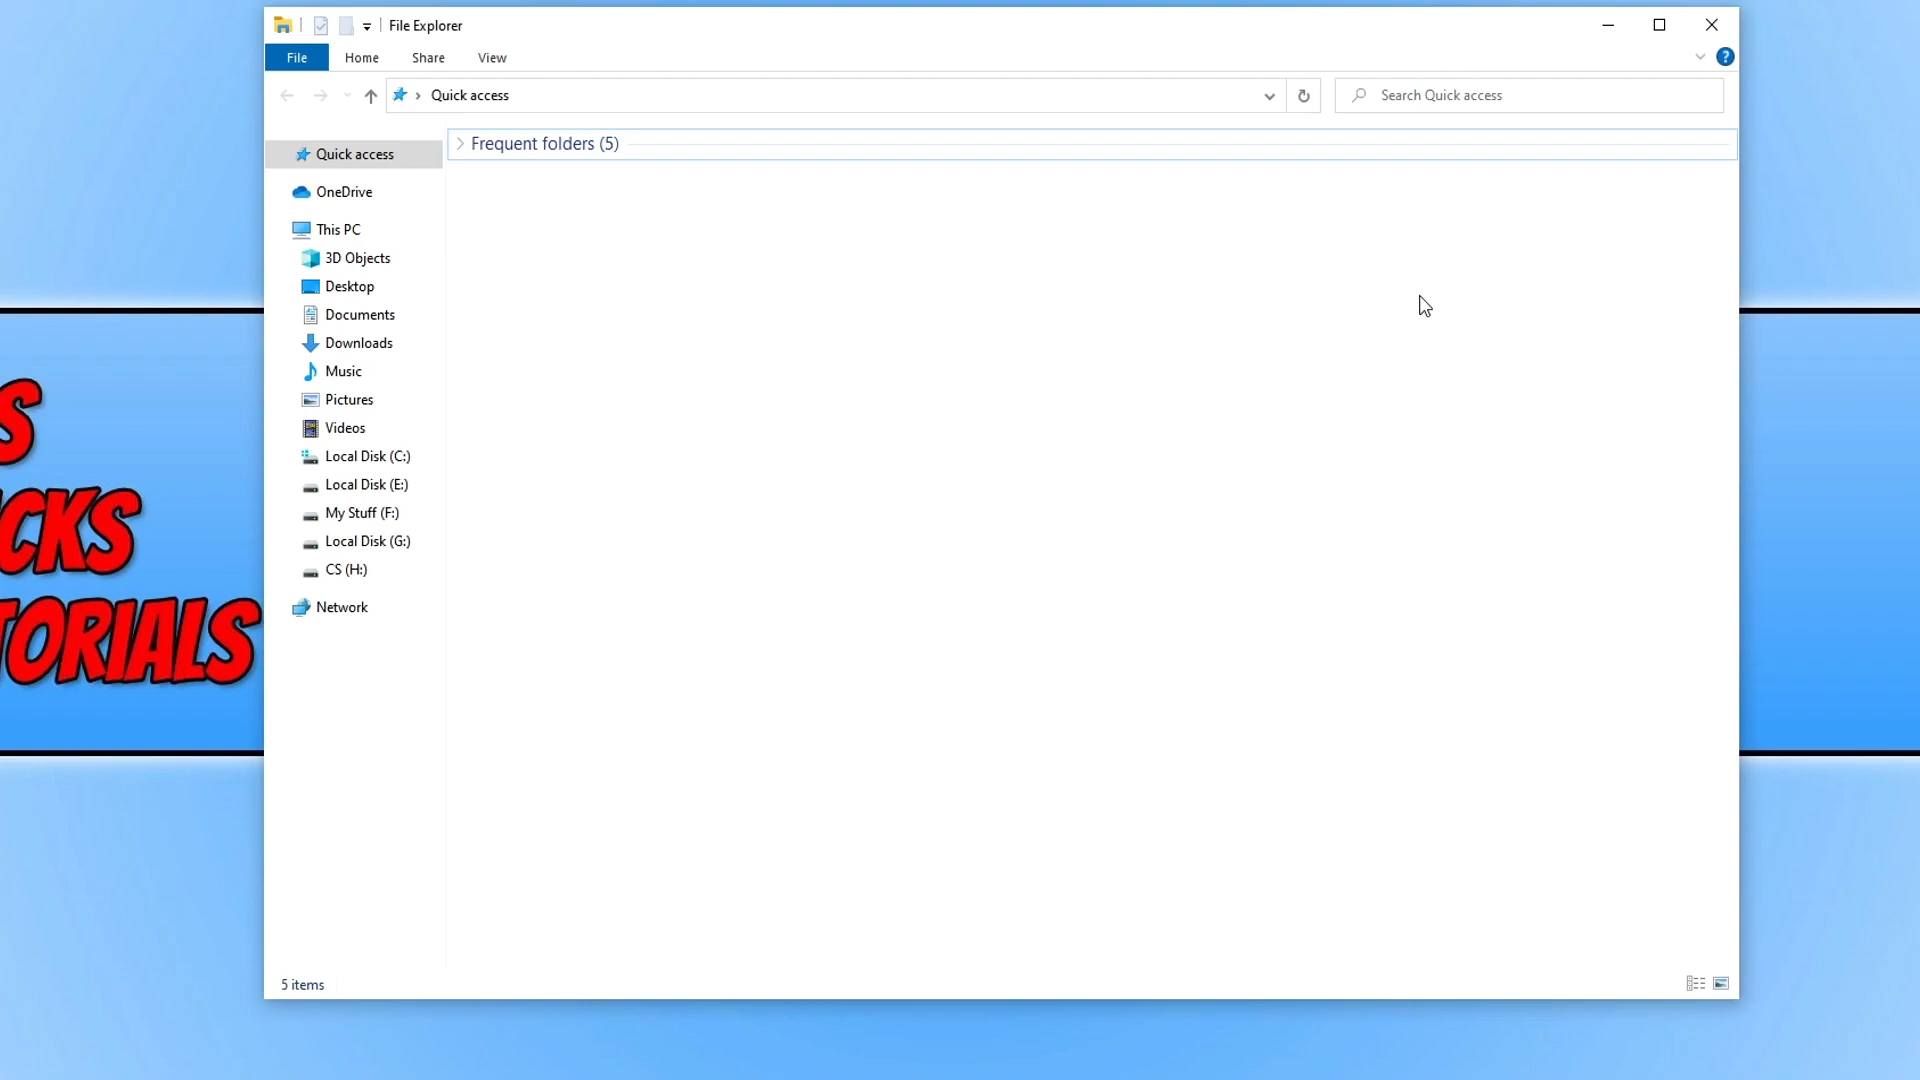 File Explorer
File Home Share View
Quick access
Search Quick access
Frequent folders (5)
Quick access
OneDrive
This PC
3D Objects
Desktop
Documents
Downloads
Music
Pictures
Videos
Local Disk (C:)
Local Disk (E:)
My Stuff (F:)
Local Disk (G:)
CS (H:)
Network
5 items
S
CKS
TORIALS